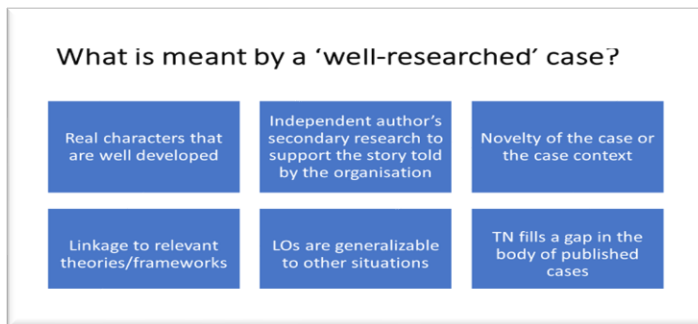 What is meant by a ‘well-researched’ case?
Real characters that
are well developed
Independent author's
secondary research to
support the story told
by the organisation
Novelty of the case or
the case context
Linkage to relevant
theories/frameworks
LOs are generalizable
to other situations
TN fills a gap in the
body of published
cases